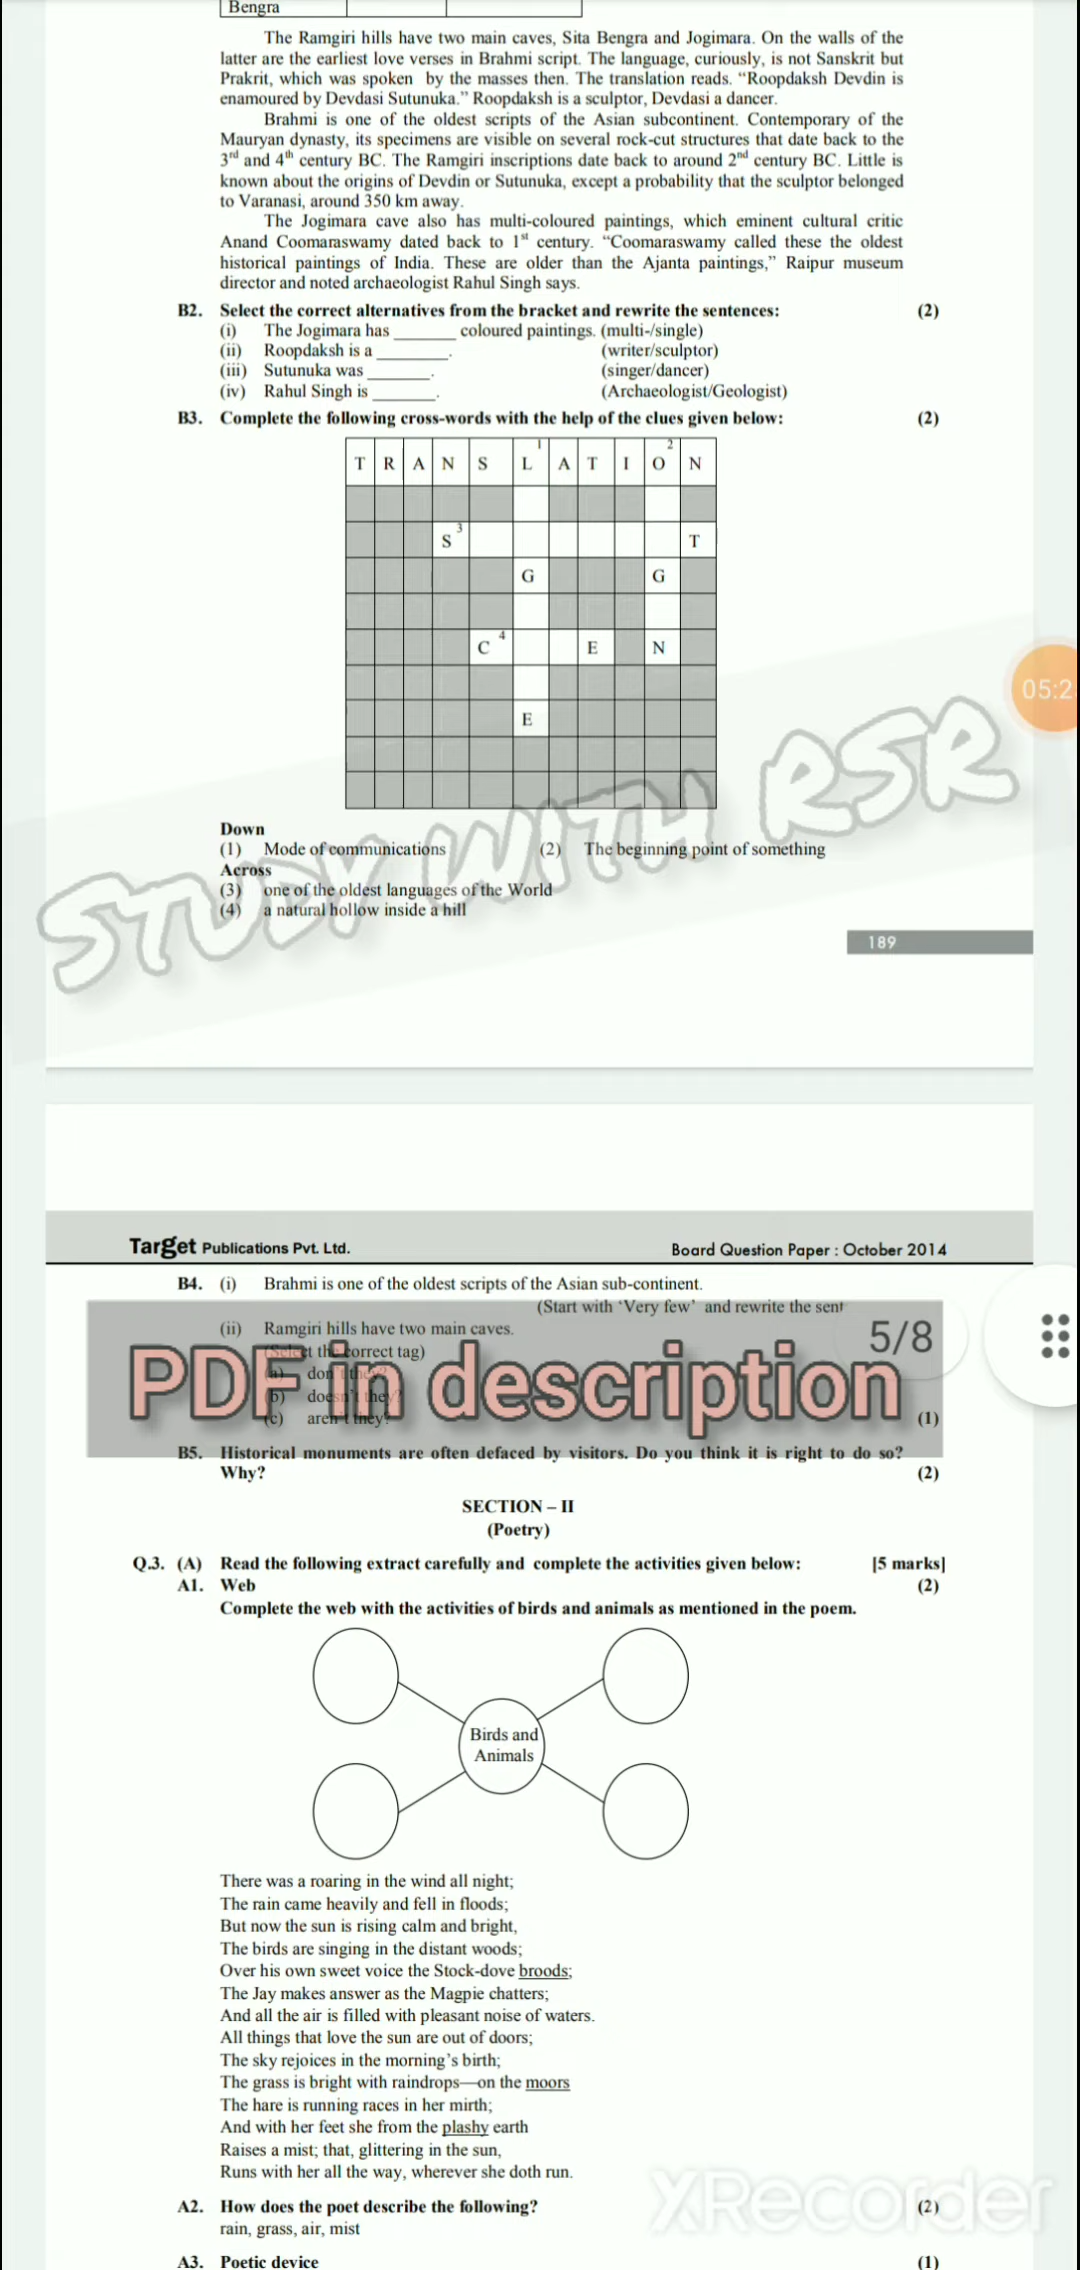 Bengra
The Ramgiri hills have two main caves, Sita Bengra and Jogimara. On the walls of the
latter are the earliest love verses in Brahmi script. The language, curiously, is not Sanskrit but
Prakrit, which was spoken by the masses then. The translation reads. “Roopdaksh Devdin is
enamoured by Devdasi Sutunuka.” Roopdaksh is a sculptor, Devdasi a dancer.
Brahmi is one of the oldest scripts of the Asian subcontinent. Contemporary of the
Mauryan dynasty, its specimens are visible on several rock-cut structures that date back to the
3rd and 4th century BC. The Ramgiri inscriptions date back to around 2nd century BC. Little is
known about the origins of Devdin or Sutunuka, except a probability that the sculptor belonged
to Varanasi, around 350 km away.
The Jogimara cave also has multi-coloured paintings, which eminent cultural critic
Anand Coomaraswamy dated back to 1st century. “Coomaraswamy called these the oldest
historical paintings of India. These are older than the Ajanta paintings,” Raipur museum
director and noted archaeologist Rahul Singh says.
B2. Select the correct alternatives from the bracket and rewrite the sentences: (2)
(i) The Jogimara has _______ coloured paintings. (multi-/single)
(ii) Roopdaksh is a ________. (writer/sculptor)
(iii) Sutunuka was _______. (singer/dancer)
(iv) Rahul Singh is _______. (Archaeologist/Geologist)
B3. Complete the following cross-words with the help of the clues given below: (2)
1 2
T R A N S L A T I O N
3
S T
G G
4
C E N
E
Down
(1) Mode of communications (2) The beginning point of something
Across
(3) one of the oldest languages of the World
(4) a natural hollow inside a hill
STUDY WITH RSR
05:2
189
Target Publications Pvt. Ltd. Board Question Paper : October 2014
B4. (i) Brahmi is one of the oldest scripts of the Asian sub-continent.
(Start with ‘Very few’ and rewrite the sent
(ii) Ramgiri hills have two main caves.
5/8
(Select the correct tag)
(a) don’t they?
(b) doesn’t they?
(c) aren’t they? (1)
PDF in description
B5. Historical monuments are often defaced by visitors. Do you think it is right to do so?
Why? (2)
SECTION – II
(Poetry)
Q.3. (A) Read the following extract carefully and complete the activities given below: [5 marks]
A1. Web (2)
Complete the web with the activities of birds and animals as mentioned in the poem.
Birds and
Animals
There was a roaring in the wind all night;
The rain came heavily and fell in floods;
But now the sun is rising calm and bright,
The birds are singing in the distant woods;
Over his own sweet voice the Stock-dove broods;
The Jay makes answer as the Magpie chatters;
And all the air is filled with pleasant noise of waters.
All things that love the sun are out of doors;
The sky rejoices in the morning’s birth;
The grass is bright with raindrops—on the moors
The hare is running races in her mirth;
And with her feet she from the plashy earth
Raises a mist; that, glittering in the sun,
Runs with her all the way, wherever she doth run.
XRecorder
A2. How does the poet describe the following? (2)
rain, grass, air, mist
A3. Poetic device (1)